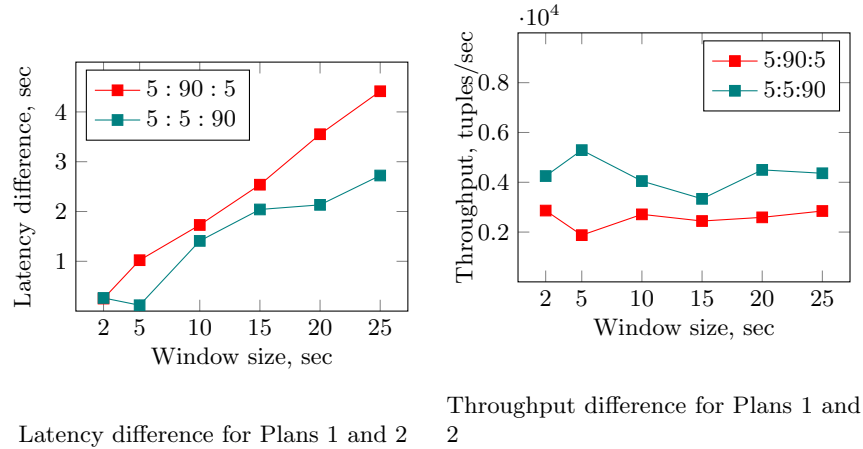 Latency difference, sec
4
3
2
1
5 : 90 : 5
5 : 5 : 90
2 5 10 15 20 25
Window size, sec
Latency difference for Plans 1 and 2
·10⁴
Throughput, tuples/sec
0.8
0.6
0.4
0.2
5:90:5
5:5:90
2 5 10 15 20 25
Window size, sec
Throughput difference for Plans 1 and
2